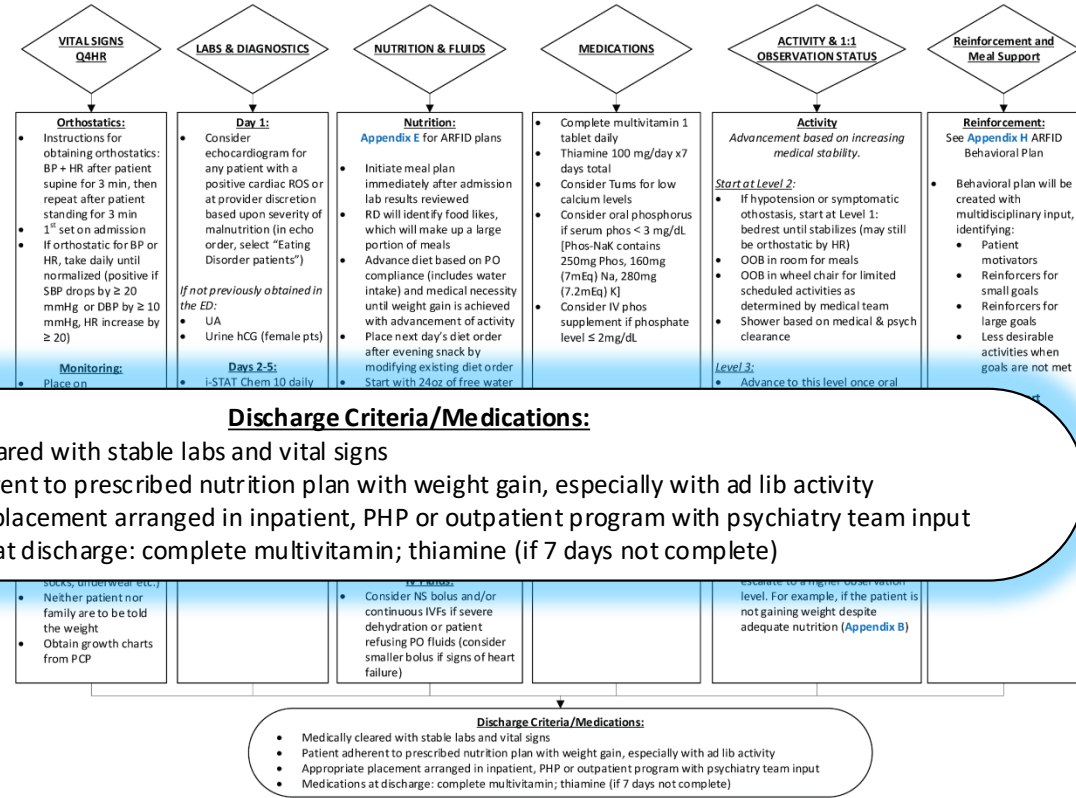 VITAL SIGNS
Q4HR
LABS & DIAGNOSTICS
NUTRITION & FLUIDS
MEDICATIONS
ACTIVITY & 1:1
OBSERVATION STATUS
Reinforcement and
Meal Support
Orthostatics:
• Instructions for
obtaining orthostatics:
BP + HR after patient
supine for 3 min, then
repeat after patient
standing for 3 min
• 1st set on admission
• If orthostatic for BP or
HR, take daily until
normalized (positive if
SBP drops by ≥ 20
mmHg or DBP by ≥ 10
mmHg, HR increase by
≥ 20)
Monitoring:
• Place on
socks, underwear etc.)
• Neither patient nor
family are to be told
the weight
• Obtain growth charts
from PCP
Day 1:
• Consider
echocardiogram for
any patient with a
positive cardiac ROS or
at provider discretion
based upon severity of
malnutrition (in echo
order, select “Eating
Disorder patients”)
If not previously obtained in
the ED:
• UA
• Urine hCG (female pts)
Days 2-5:
• i-STAT Chem 10 daily
Nutrition:
Appendix E for ARFID plans
• Initiate meal plan
immediately after admission
lab results reviewed
• RD will identify food likes,
which will make up a large
portion of meals
• Advance diet based on PO
compliance (includes water
intake) and medical necessity
until weight gain is achieved
with advancement of activity
• Place next day’s diet order
after evening snack by
modifying existing diet order
• Start with 24oz of free water
IV Fluids:
• Consider NS bolus and/or
continuous IVFs if severe
dehydration or patient
refusing PO fluids (consider
smaller bolus if signs of heart
failure)
• Complete multivitamin 1
tablet daily
• Thiamine 100 mg/day x7
days total
• Consider Tums for low
calcium levels
• Consider oral phosphorus
if serum phos < 3 mg/dL
[Phos-NaK contains
250mg Phos, 160mg
(7mEq) Na, 280mg
(7.2mEq) K]
• Consider IV phos
supplement if phosphate
level ≤ 2mg/dL
Activity
Advancement based on increasing
medical stability.
Start at Level 2:
• If hypotension or symptomatic
othostasis, start at Level 1:
bedrest until stabilizes (may still
be orthostatic by HR)
• OOB in room for meals
• OOB in wheel chair for limited
scheduled activities as
determined by medical team
• Shower based on medical & psych
clearance
Level 3:
• Advance to this level once oral
escalate to a higher observation
level. For example, if the patient is
not gaining weight despite
adequate nutrition (Appendix B)
Reinforcement:
See Appendix H ARFID
Behavioral Plan
• Behavioral plan will be
created with
multidisciplinary input,
identifying:
• Patient
motivators
• Reinforcers for
small goals
• Reinforcers for
large goals
• Less desirable
activities when
goals are not met
Discharge Criteria/Medications:
ared with stable labs and vital signs
ent to prescribed nutrition plan with weight gain, especially with ad lib activity
placement arranged in inpatient, PHP or outpatient program with psychiatry team input
at discharge: complete multivitamin; thiamine (if 7 days not complete)
Discharge Criteria/Medications:
• Medically cleared with stable labs and vital signs
• Patient adherent to prescribed nutrition plan with weight gain, especially with ad lib activity
• Appropriate placement arranged in inpatient, PHP or outpatient program with psychiatry team input
• Medications at discharge: complete multivitamin; thiamine (if 7 days not complete)